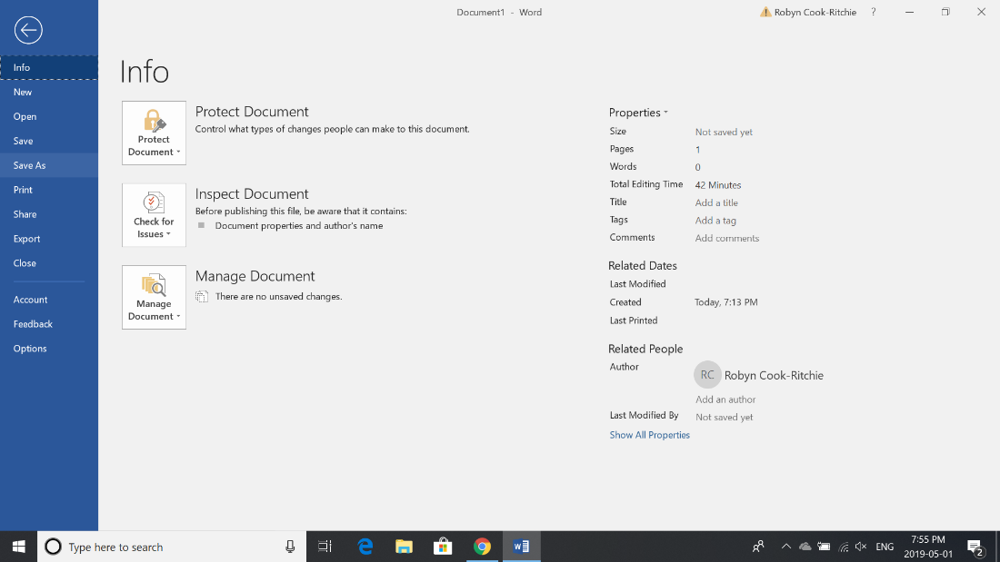 Document1 - Word
Robyn Cook-Ritchie ?
Info
New
Open
Save
Save As
Print
Share
Export
Close
Account
Feedback
Options
Info
Protect Document
Protect Document
Control what types of changes people can make to this document.
Check for Issues
Inspect Document
Before publishing this file, be aware that it contains:
Document properties and author's name
Manage Document
Manage Document
There are no unsaved changes.
Properties
Size Not saved yet
Pages 1
Words 0
Total Editing Time 42 Minutes
Title Add a title
Tags Add a tag
Comments Add comments
Related Dates
Last Modified
Created Today, 7:13 PM
Last Printed
Related People
Author RC Robyn Cook-Ritchie
Add an author
Last Modified By Not saved yet
Show All Properties
Type here to search
ENG
7:55 PM
2019-05-01
2